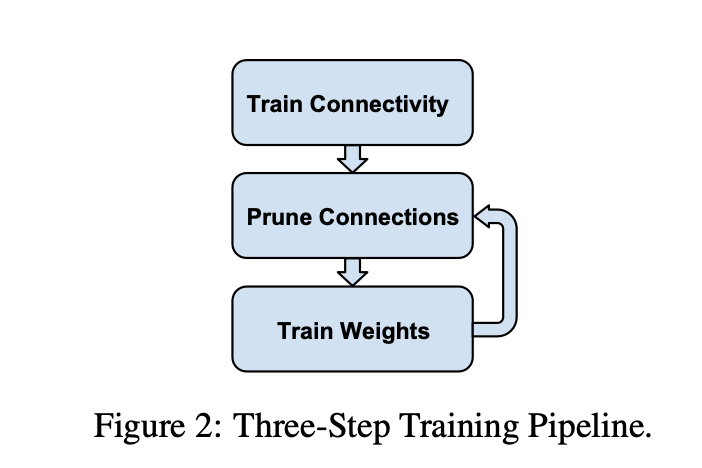 Train Connectivity
Prune Connections
Train Weights
Figure 2: Three-Step Training Pipeline.